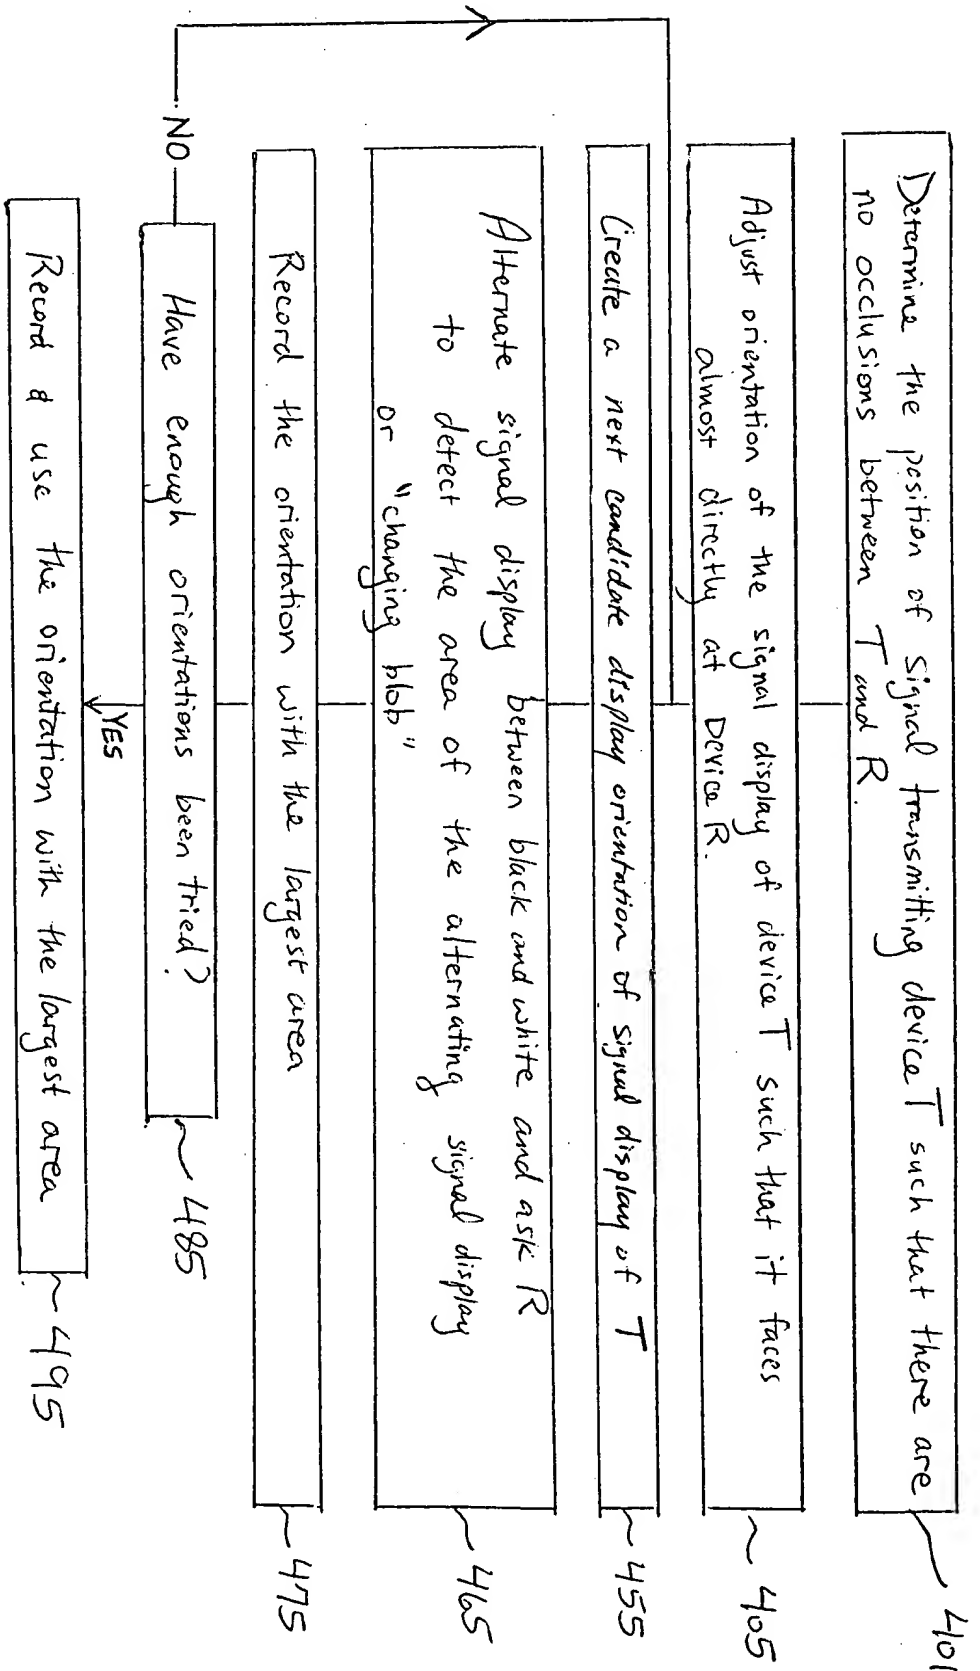 Determine the position of signal transmitting device T such that there are
no occlusions between T and R.
401
Adjust orientation of the signal display of device T such that it faces
almost directly at Device R.
405
Create a next candidate display orientation of signal display of T
455
Alternate signal display between black and white and ask R
to detect the area of the alternating signal display
or "changing blob"
465
Record the orientation with the largest area
475
Have enough orientations been tried?
485
NO
YES
Record & use the orientation with the largest area
495